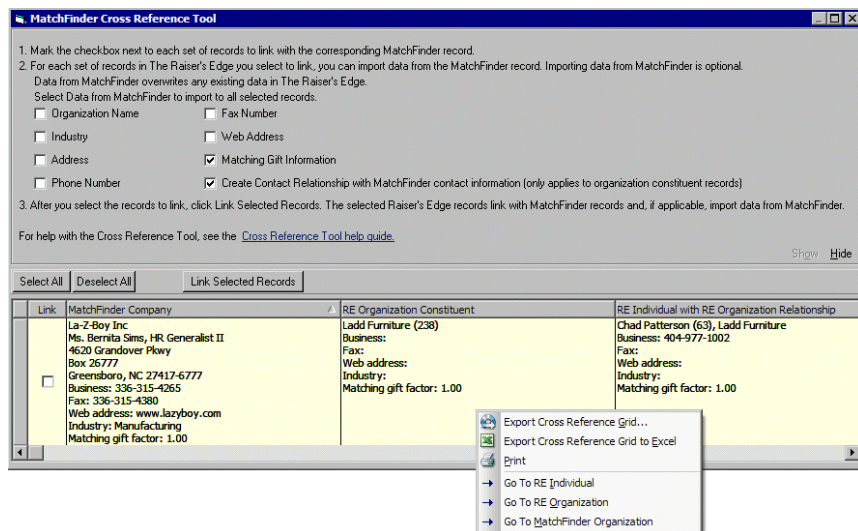 MatchFinder Cross Reference Tool
1. Mark the checkbox next to each set of records to link with the corresponding MatchFinder record.
2. For each set of records in The Raiser's Edge you select to link, you can import data from the MatchFinder record. Importing data from MatchFinder is optional.
Data from MatchFinder overwrites any existing data in The Raiser's Edge.
Select Data from MatchFinder to import to all selected records.
Organization Name
Fax Number
Industry
Web Address
Address
Matching Gift Information
Phone Number
Create Contact Relationship with MatchFinder contact information (only applies to organization constituent records)
3. After you select the records to link, click Link Selected Records. The selected Raiser's Edge records link with MatchFinder records and, if applicable, import data from MatchFinder.
For help with the Cross Reference Tool, see the Cross Reference Tool help guide.
Show Hide
Select All Deselect All Link Selected Records
Link MatchFinder Company RE Organization Constituent RE Individual with RE Organization Relationship
La-Z-Boy Inc
Ms. Bernita Sims, HR Generalist II
4620 Grandover Pkwy
Box 26777
Greensboro, NC 27417-6777
Business: 336-315-4265
Fax: 336-315-4380
Web address: www.lazyboy.com
Industry: Manufacturing
Matching gift factor: 1.00
Ladd Furniture (238)
Business:
Fax:
Web address:
Industry:
Matching gift factor: 1.00
Chad Patterson (63), Ladd Furniture
Business: 404-977-1002
Fax:
Web address:
Industry:
Matching gift factor: 1.00
Export Cross Reference Grid...
Export Cross Reference Grid to Excel
Print
Go To RE Individual
Go To RE Organization
Go To MatchFinder Organization